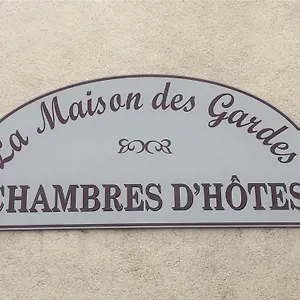 La Maison des Gardes
CHAMBRES D'HÔTES